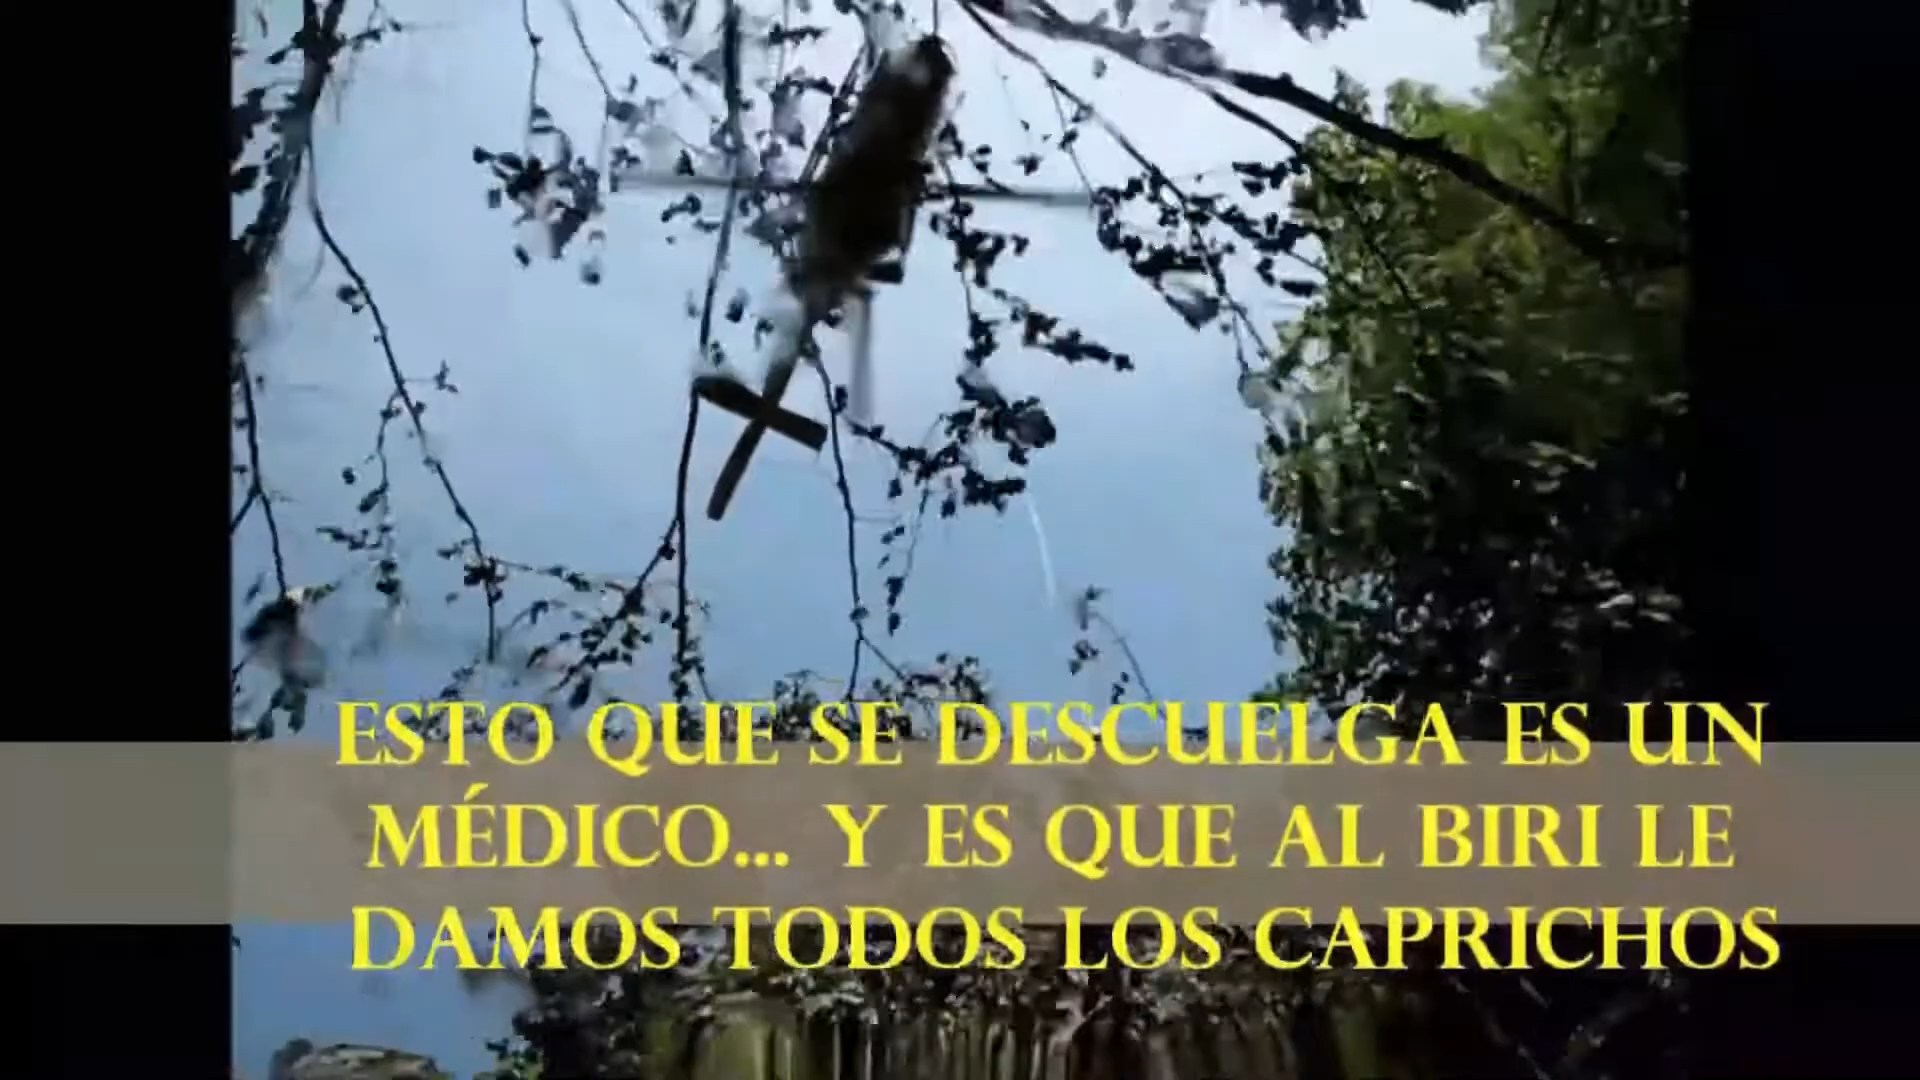 ESTO QUE SE DESCUELGA ES UN
MÉDICO... Y ES QUE AL BIRI LE
DAMOS TODOS LOS CAPRICHOS